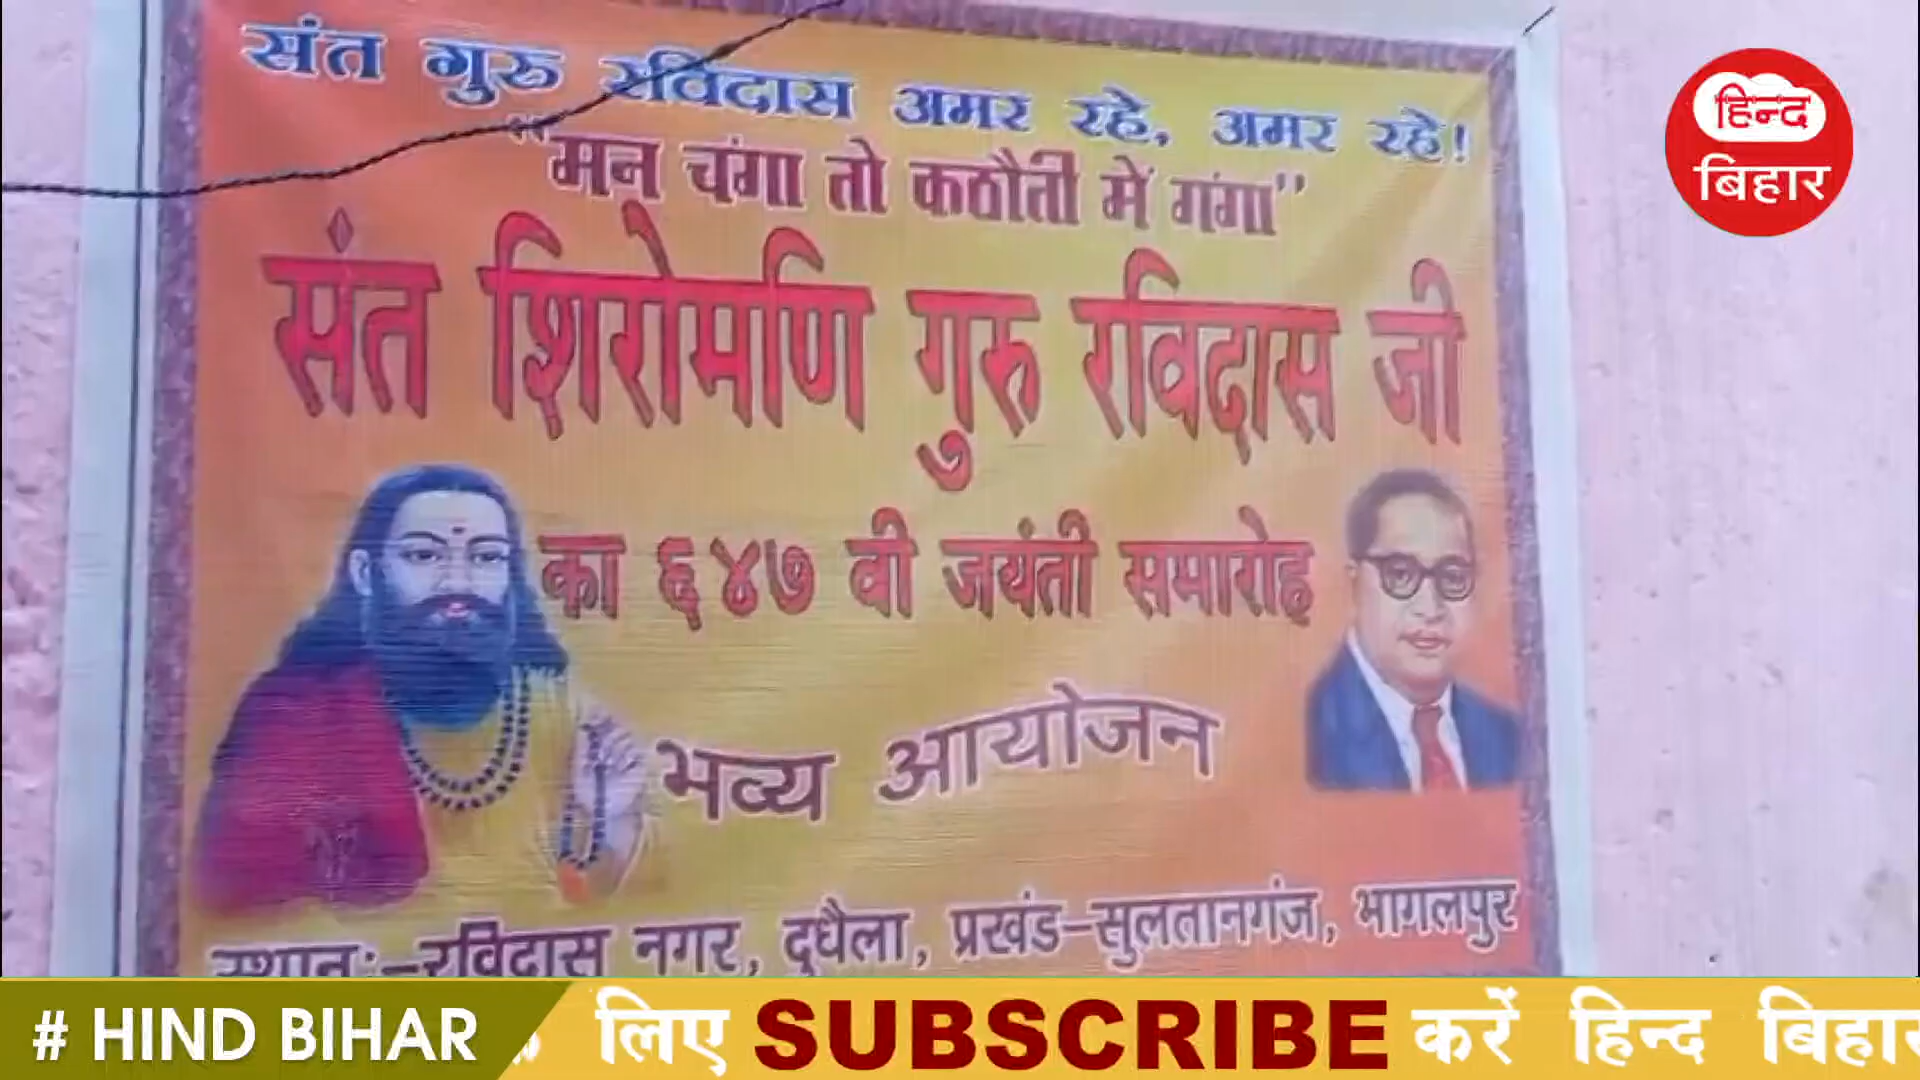 संत गुरु रविदास अमर रहे, अमर रहे!
"मन चंगा तो कठौती में गंगा"
संत शिरोमणि गुरु रविदास जी
का ६४७ वी जयंती समारोह
भव्य आयोजन
स्थान:-रविदास नगर, दुधैला, प्रखंड-सुलतानगंज, भागलपुर
हिन्द
बिहार
# HIND BIHAR
लिए SUBSCRIBE करें हिन्द बिहार